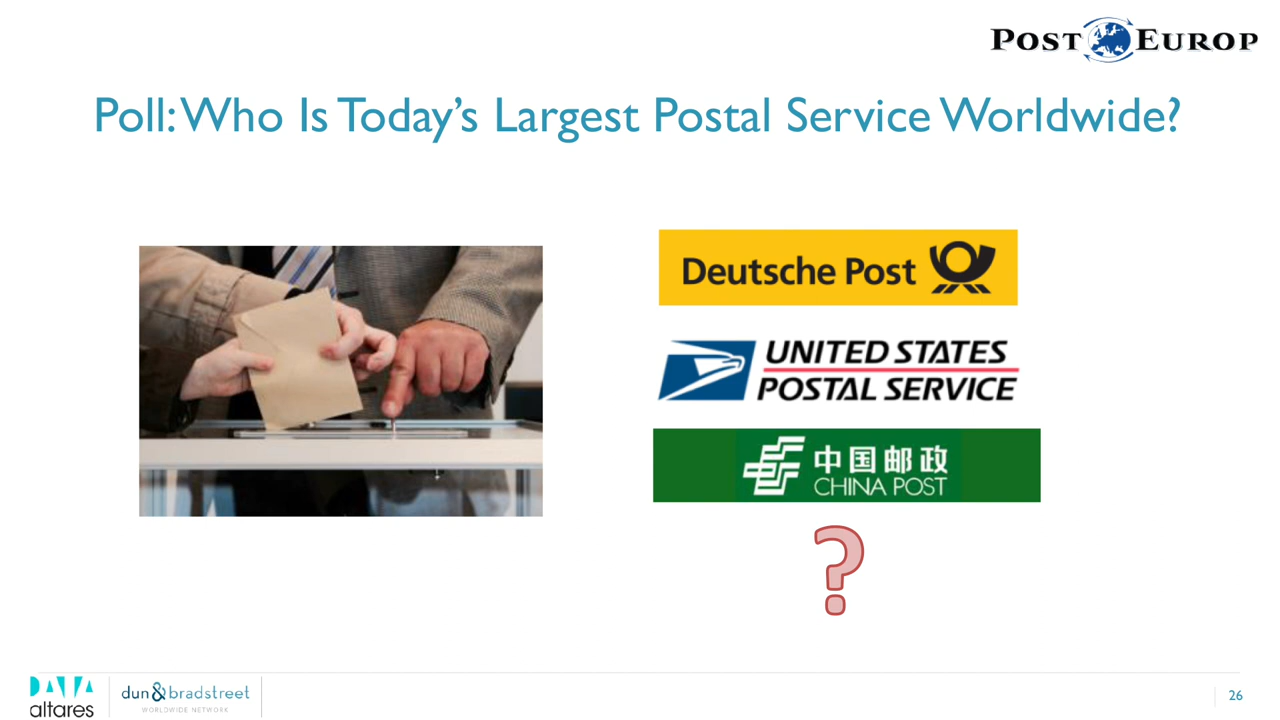 POST EUROP
Poll: Who Is Today's Largest Postal Service Worldwide?
Deutsche Post
UNITED STATES
POSTAL SERVICE
中国邮政
CHINA POST
?
DATA
altares
dun&bradstreet
WORLDWIDE NETWORK
26